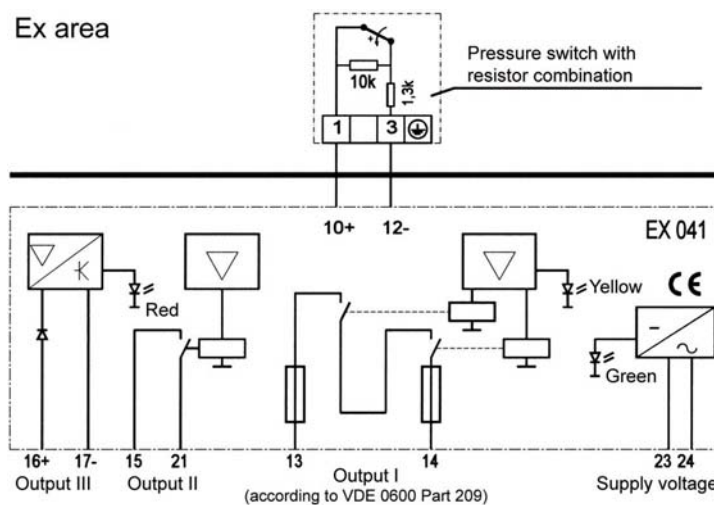 Ex area
Pressure switch with
resistor combination
+
10k
1,3k
1 3
10+ 12-
EX 041
Red
Yellow
CE
Green
16+ 17- 15 21 13 14 23 24
Output III Output II Output I Supply voltage
(according to VDE 0600 Part 209)